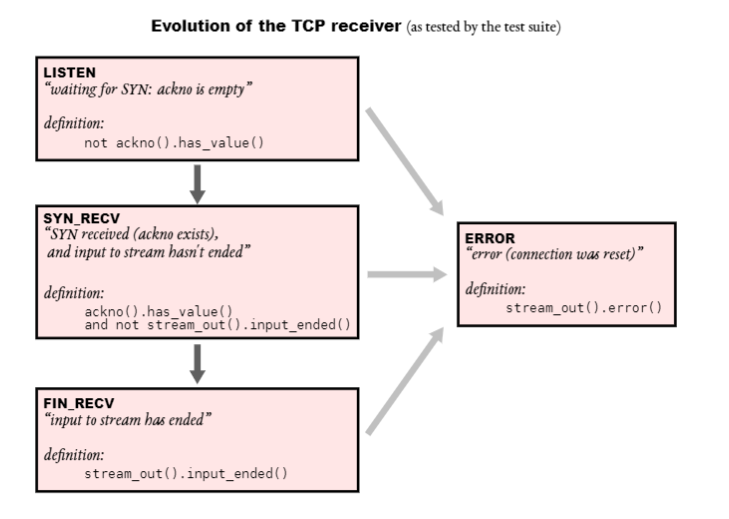 Evolution of the TCP receiver (as tested by the test suite)
LISTEN
“waiting for SYN: ackno is empty”
definition:
not ackno().has_value()
SYN_RECV
“SYN received (ackno exists),
and input to stream hasn't ended”
definition:
ackno().has_value()
and not stream_out().input_ended()
FIN_RECV
“input to stream has ended”
definition:
stream_out().input_ended()
ERROR
“error (connection was reset)”
definition:
stream_out().error()